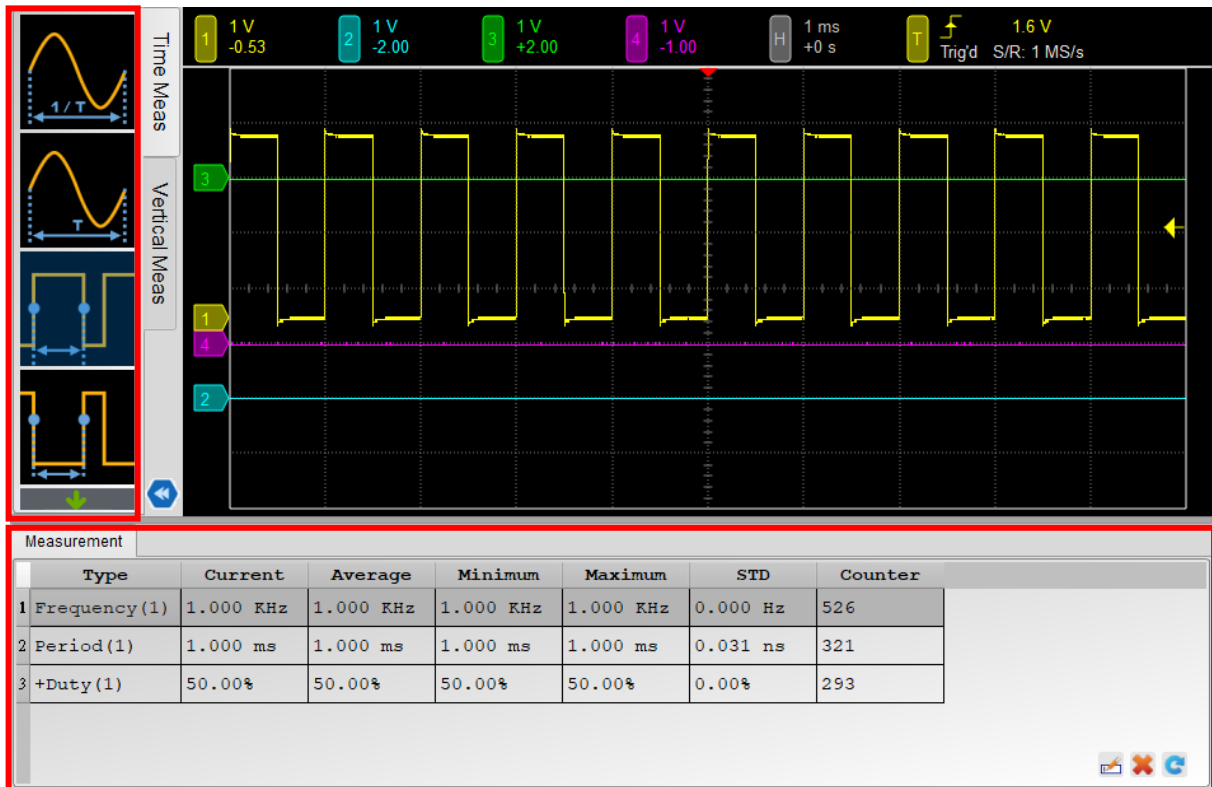 1/T
T
Time Meas
Vertical Meas
1 1 V
-0.53
2 1 V
-2.00
3 1 V
+2.00
4 1 V
-1.00
H 1 ms
+0 s
T 1.6 V
Trig'd S/R: 1 MS/s
3
1
4
2
Measurement
Type Current Average Minimum Maximum STD Counter
1 Frequency(1) 1.000 KHz 1.000 KHz 1.000 KHz 1.000 KHz 0.000 Hz 526
2 Period(1) 1.000 ms 1.000 ms 1.000 ms 1.000 ms 0.031 ns 321
3 +Duty(1) 50.00% 50.00% 50.00% 50.00% 0.00% 293